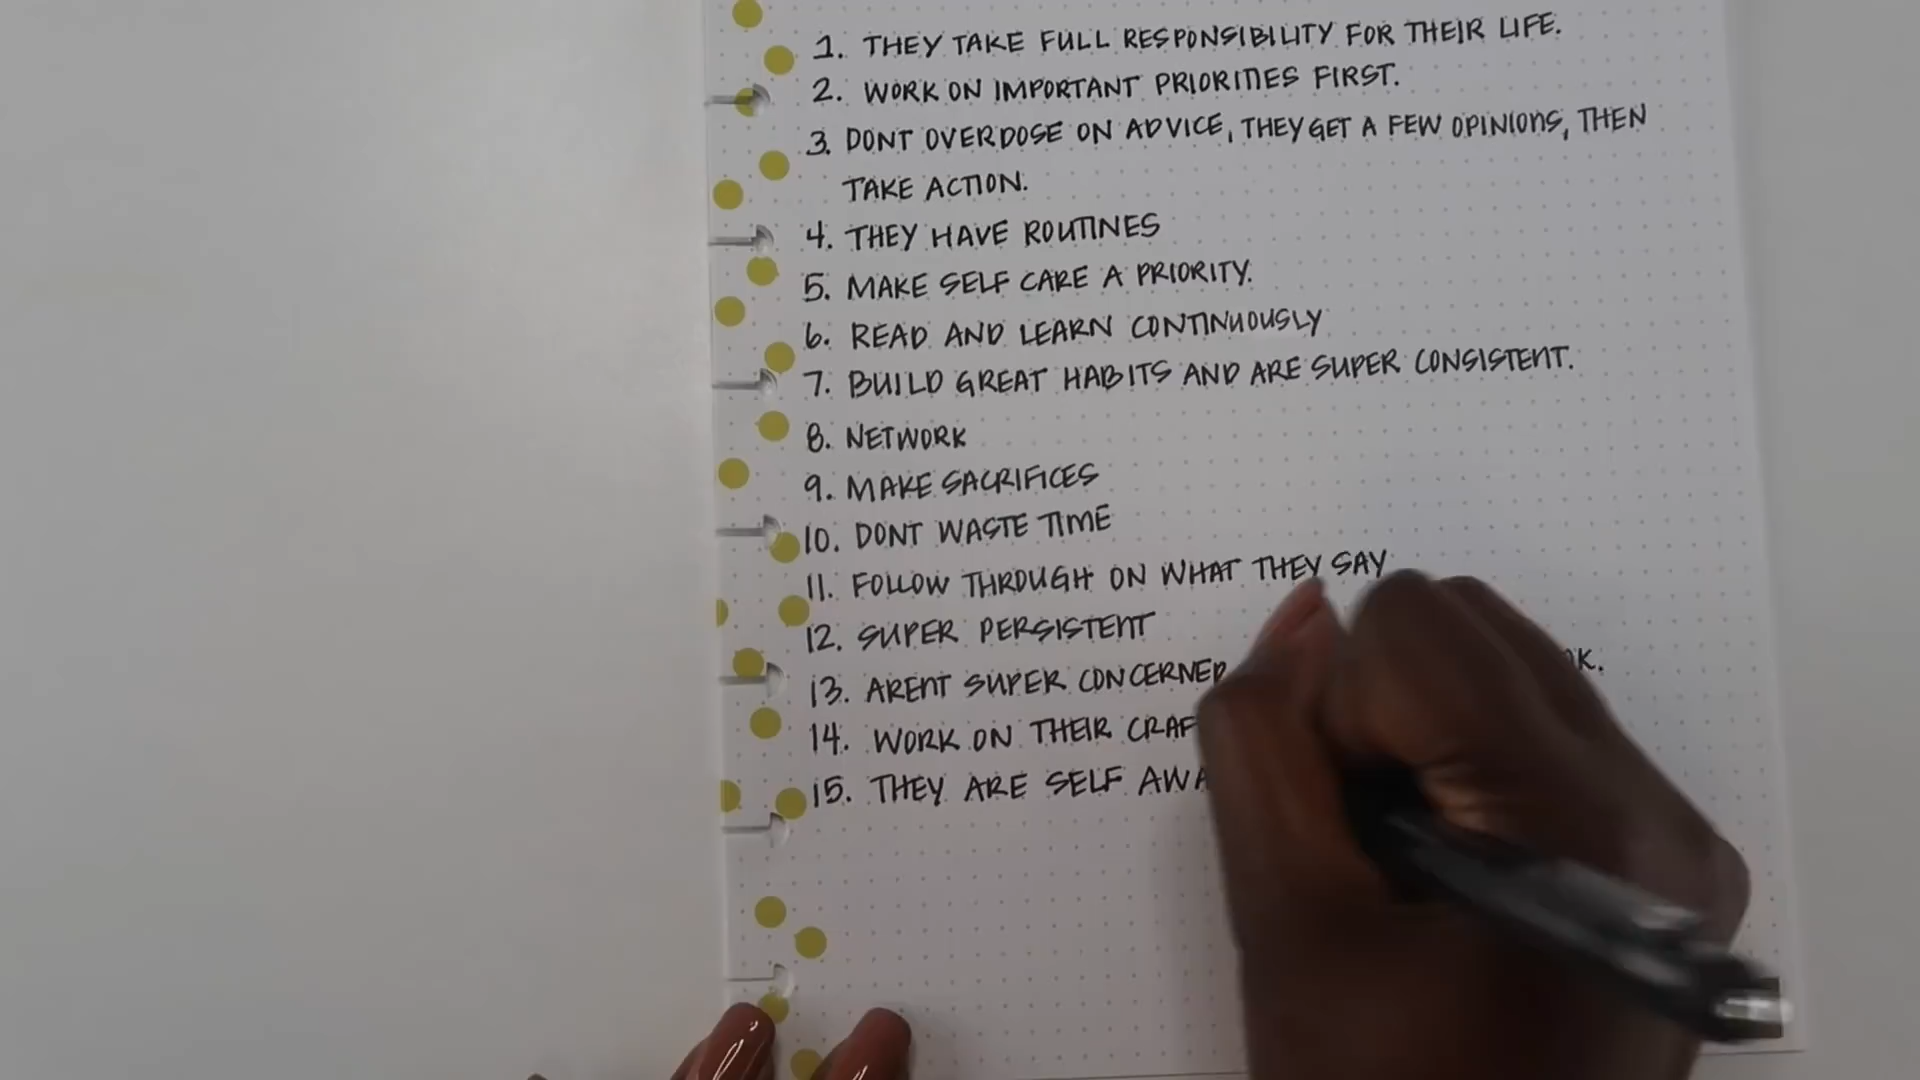 1. THEY TAKE FULL RESPONSIBILITY FOR THEIR LIFE.
2. WORK ON IMPORTANT PRIORITIES FIRST.
3. DONT OVERDOSE ON ADVICE, THEY GET A FEW OPINIONS, THEN
TAKE ACTION.
4. THEY HAVE ROUTINES
5. MAKE SELF CARE A PRIORITY.
6. READ AND LEARN CONTINUOUSLY
7. BUILD GREAT HABITS AND ARE SUPER CONSISTENT.
8. NETWORK
9. MAKE SACRIFICES
10. DONT WASTE TIME
11. FOLLOW THROUGH ON WHAT THEY SAY
12. SUPER PERSISTENT
13. ARENT SUPER CONCERNED
14. WORK ON THEIR
15. THEY ARE SELF